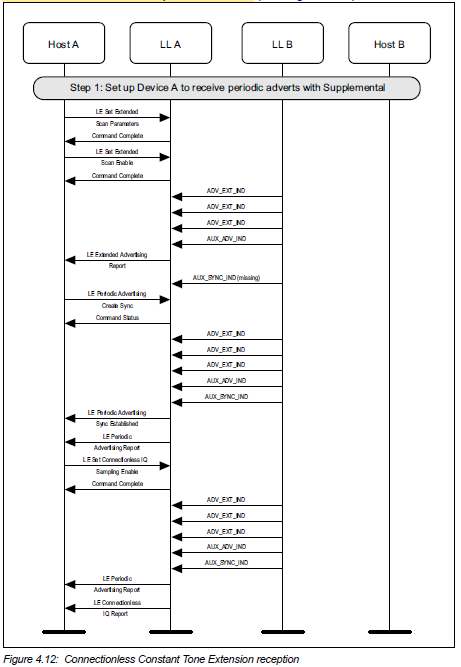 Host A
LL A
LL B
Host B
Step 1: Set up Device A to receive periodic adverts with Supplemental
LE Set Extended
Scan Parameters
Command Complete
LE Set Extended
Scan Enable
Command Complete
ADV_EXT_IND
ADV_EXT_IND
ADV_EXT_IND
AUX_ADV_IND
LE Extended Advertising
Report
AUX_SYNC_IND (missing)
LE Periodic Advertising
Create Sync
Command Status
ADV_EXT_IND
ADV_EXT_IND
ADV_EXT_IND
AUX_ADV_IND
AUX_SYNC_IND
LE Periodic Advertising
Sync Established
LE Periodic
Advertising Report
LE Set Connectionless IQ
Sampling Enable
Command Complete
ADV_EXT_IND
ADV_EXT_IND
ADV_EXT_IND
AUX_ADV_IND
AUX_SYNC_IND
LE Periodic
Advertising Report
LE Connectionless
IQ Report
Figure 4.12: Connectionless Constant Tone Extension reception